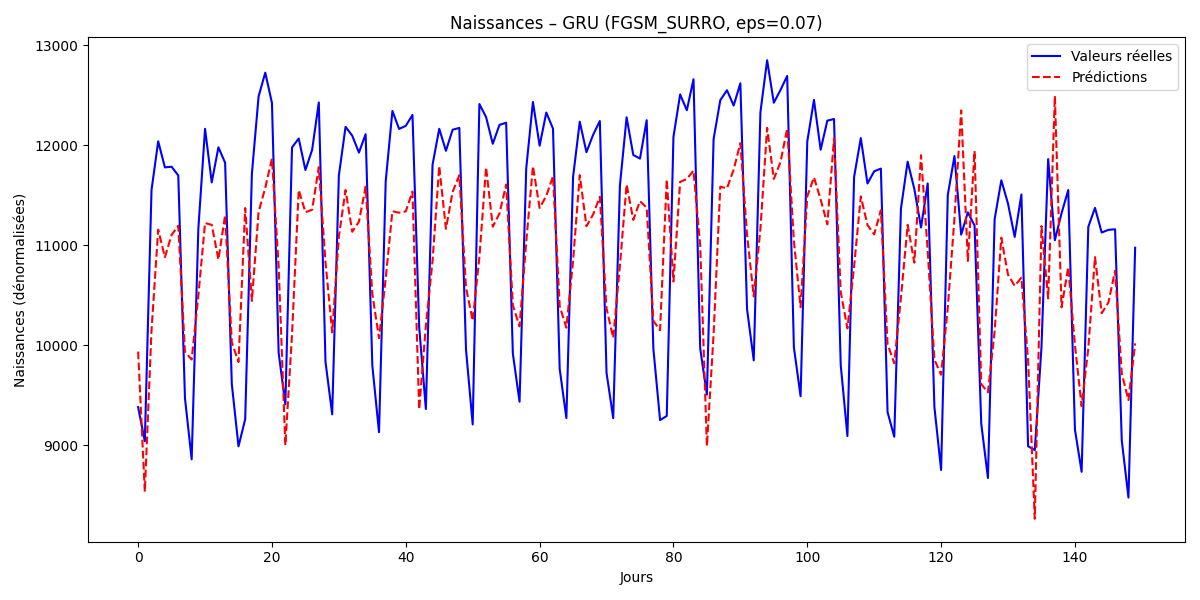 Naissances – GRU (FGSM_SURRO, eps=0.07)
Valeurs réelles
Prédictions
Naissances (dénormalisées)
13000
12000
11000
10000
9000
0 20 40 60 80 100 120 140
Jours